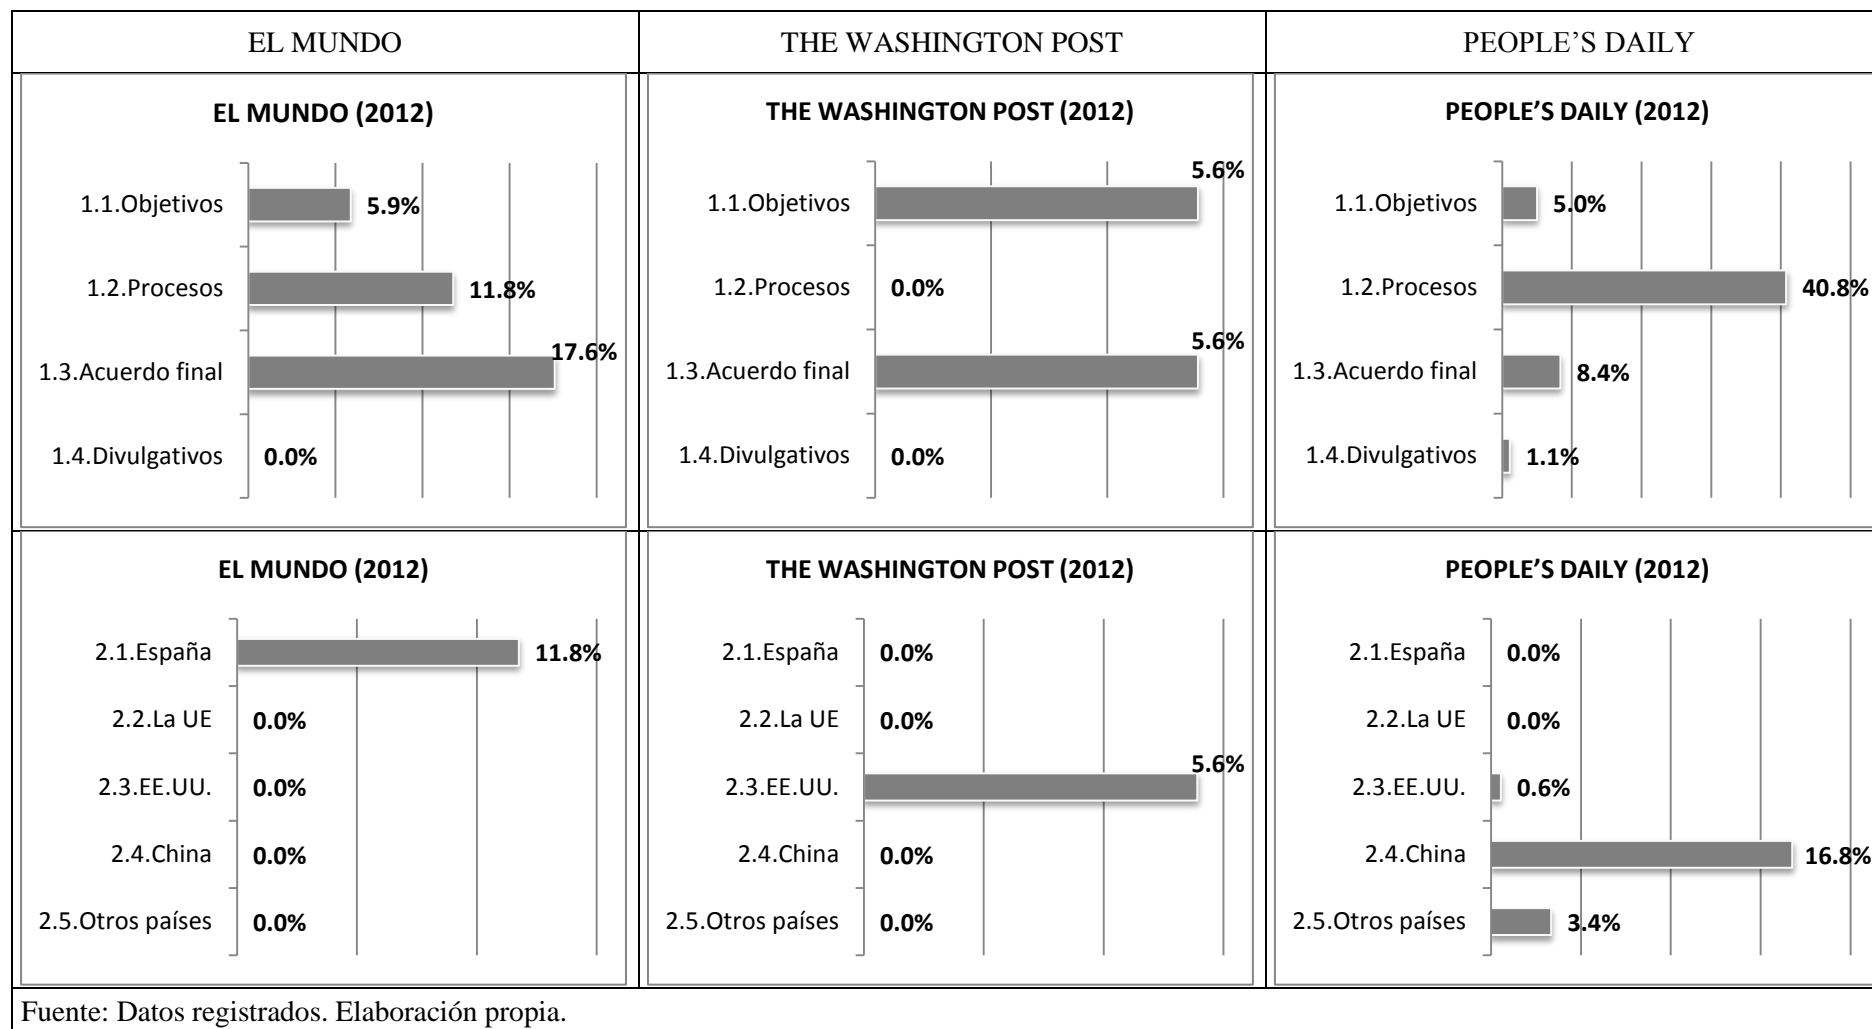 EL MUNDO
THE WASHINGTON POST
PEOPLE'S DAILY
EL MUNDO (2012)
1.1.Objetivos 5.9%
1.2.Procesos 11.8%
1.3.Acuerdo final 17.6%
1.4.Divulgativos 0.0%
THE WASHINGTON POST (2012)
1.1.Objetivos 5.6%
1.2.Procesos 0.0%
1.3.Acuerdo final 5.6%
1.4.Divulgativos 0.0%
PEOPLE'S DAILY (2012)
1.1.Objetivos 5.0%
1.2.Procesos 40.8%
1.3.Acuerdo final 8.4%
1.4.Divulgativos 1.1%
EL MUNDO (2012)
2.1.España 11.8%
2.2.La UE 0.0%
2.3.EE.UU. 0.0%
2.4.China 0.0%
2.5.Otros países 0.0%
THE WASHINGTON POST (2012)
2.1.España 0.0%
2.2.La UE 0.0%
2.3.EE.UU. 5.6%
2.4.China 0.0%
2.5.Otros países 0.0%
PEOPLE'S DAILY (2012)
2.1.España 0.0%
2.2.La UE 0.0%
2.3.EE.UU. 0.6%
2.4.China 16.8%
2.5.Otros países 3.4%
Fuente: Datos registrados. Elaboración propia.